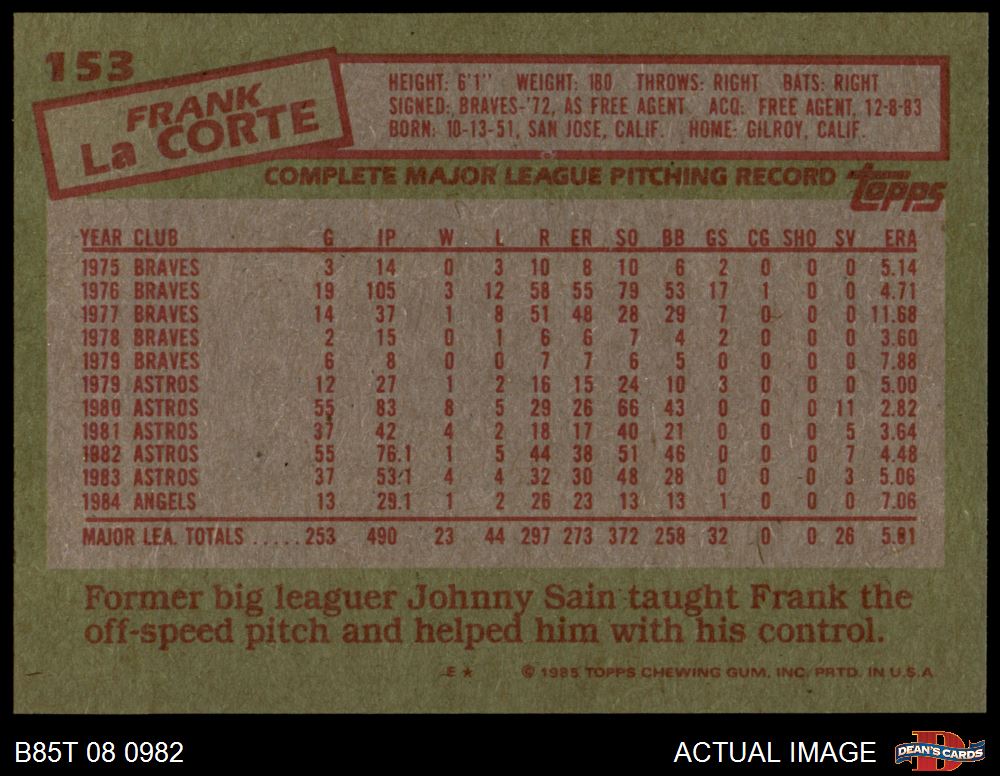 153
FRANK
La CORTE
HEIGHT: 6'1" WEIGHT: 180 THROWS: RIGHT BATS: RIGHT
SIGNED: BRAVES-'72, AS FREE AGENT ACQ: FREE AGENT, 12-8-83
BORN: 10-13-51, SAN JOSE, CALIF. HOME: GILROY, CALIF.
COMPLETE MAJOR LEAGUE PITCHING RECORD topps
YEAR CLUB G IP W L R ER SO BB GS CG SHO SV ERA
1975 BRAVES 3 14 0 3 10 8 10 6 2 0 0 0 5.14
1976 BRAVES 19 105 3 12 58 55 79 53 17 1 0 0 4.71
1977 BRAVES 14 37 1 8 51 48 28 29 7 0 0 0 11.68
1978 BRAVES 2 15 0 1 6 6 7 4 2 0 0 0 3.60
1979 BRAVES 6 8 0 0 7 7 6 5 0 0 0 0 7.88
1979 ASTROS 12 27 1 2 16 15 24 10 3 0 0 0 5.00
1980 ASTROS 55 83 8 5 29 26 66 43 0 0 0 11 2.82
1981 ASTROS 37 42 4 2 18 17 40 21 0 0 0 5 3.64
1982 ASTROS 55 76.1 1 5 44 38 51 46 0 0 0 7 4.48
1983 ASTROS 37 53.1 4 4 32 30 48 28 0 0 0 3 5.06
1984 ANGELS 13 29.1 1 2 26 23 13 13 1 0 0 0 7.06
MAJOR LEA. TOTALS ..... 253 490 23 44 297 273 372 258 32 0 0 26 5.01
Former big leaguer Johnny Sain taught Frank the
off-speed pitch and helped him with his control.
E ★ © 1985 TOPPS CHEWING GUM, INC. PRTD. IN U.S.A.
B85T 08 0982 ACTUAL IMAGE DEAN'S CARDS